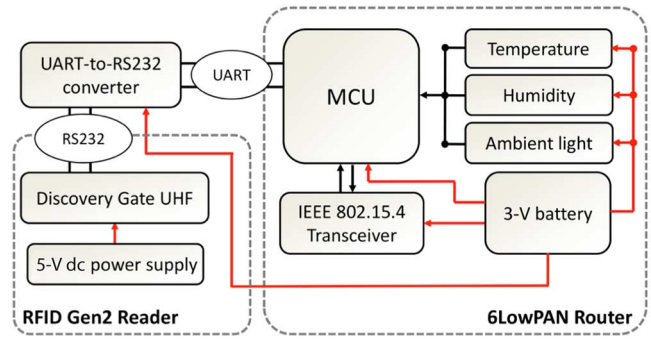 UART-to-RS232
converter
UART
MCU
Temperature
Humidity
Ambient light
RS232
Discovery Gate UHF
IEEE 802.15.4
Transceiver
3-V battery
5-V dc power supply
RFID Gen2 Reader
6LowPAN Router